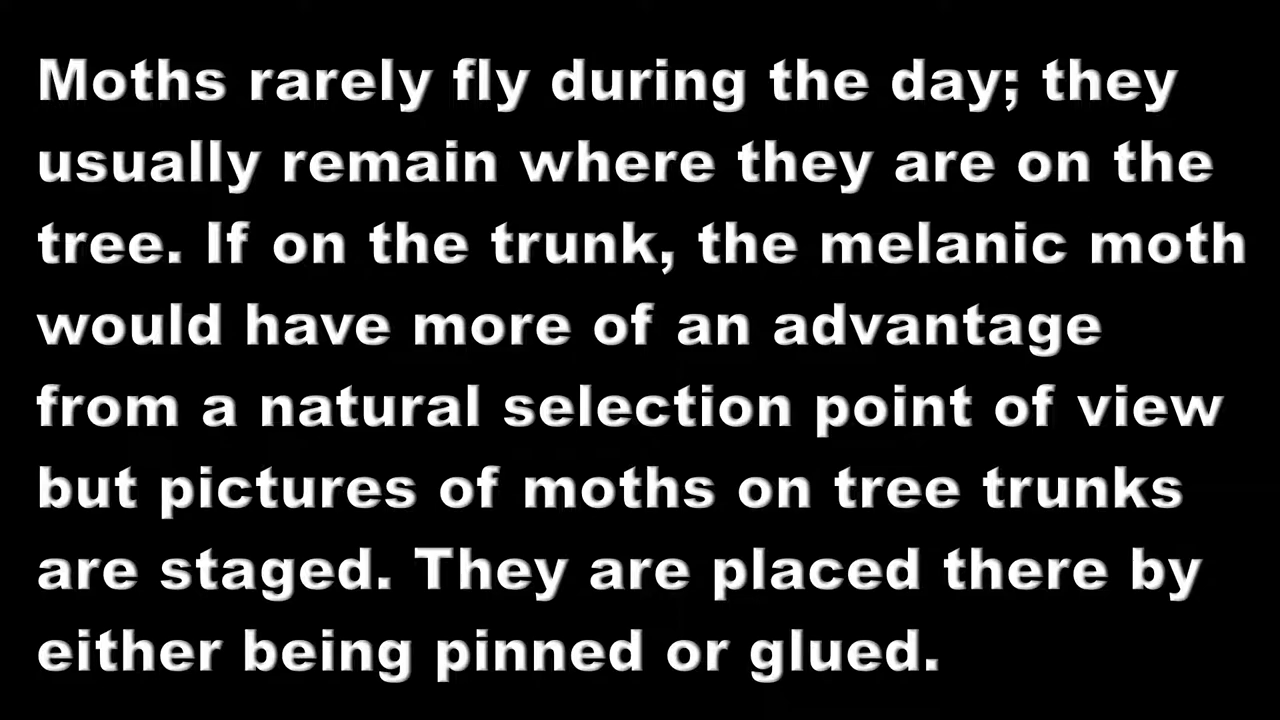 Moths rarely fly during the day; they
usually remain where they are on the
tree. If on the trunk, the melanic moth
would have more of an advantage
from a natural selection point of view
but pictures of moths on tree trunks
are staged. They are placed there by
either being pinned or glued.